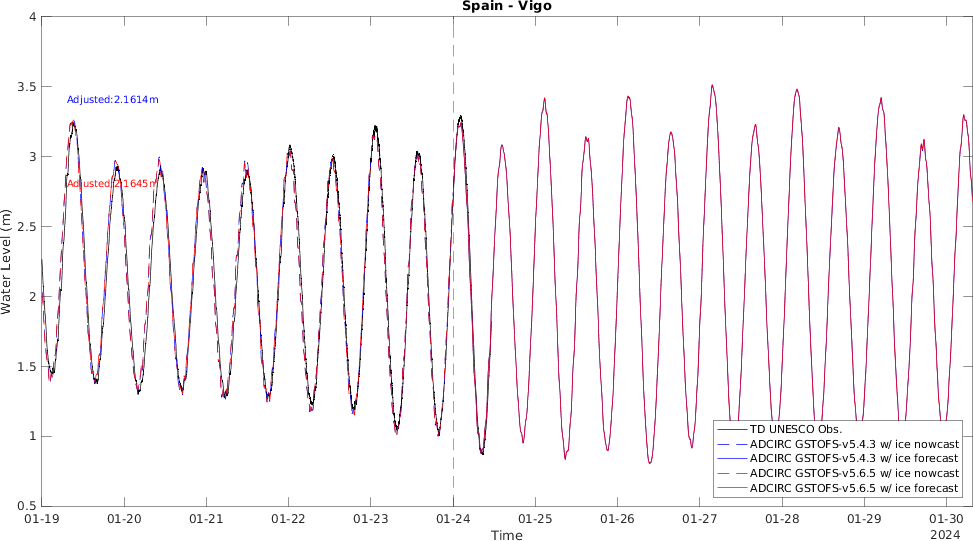 Spain - Vigo
4
3.5
3
2.5
2
1.5
1
0.5
Water Level (m)
Adjusted:2.1614m
Adjusted:2.1645m
TD UNESCO Obs.
ADCIRC GSTOFS-v5.4.3 w/ ice nowcast
ADCIRC GSTOFS-v5.4.3 w/ ice forecast
ADCIRC GSTOFS-v5.6.5 w/ ice nowcast
ADCIRC GSTOFS-v5.6.5 w/ ice forecast
01-19 01-20 01-21 01-22 01-23 01-24 01-25 01-26 01-27 01-28 01-29 01-30
2024
Time